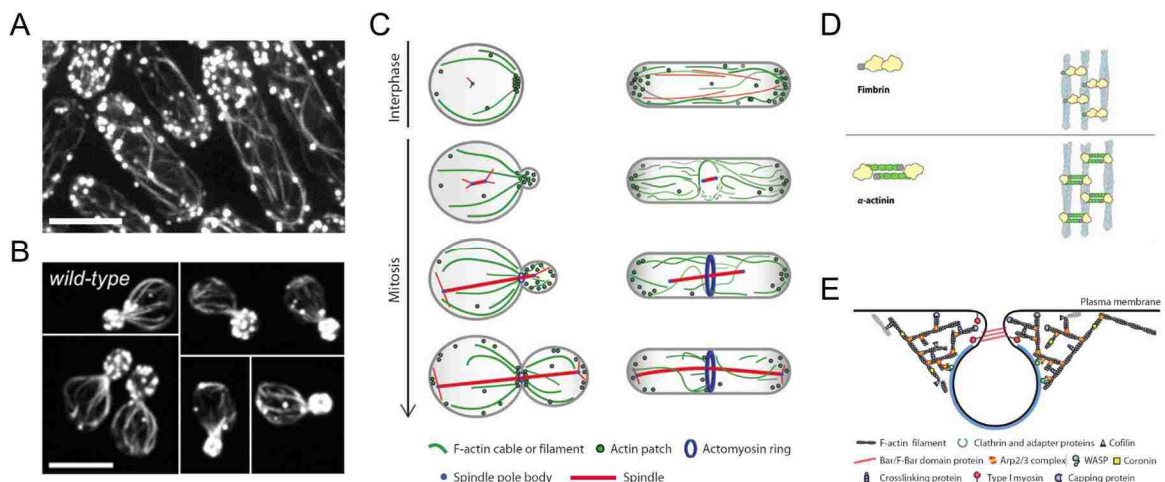 A
B
wild-type
C
Interphase
Mitosis
F-actin cable or filament
Actin patch
Actomyosin ring
Spindle pole body
Spindle
D
Fimbrin
α-actinin
E
Plasma membrane
F-actin filament
Clathrin and adapter proteins
Cofilin
Bar/F-Bar domain protein
Arp2/3 complex
WASP
Coronin
Crosslinking protein
Type I myosin
Capping protein